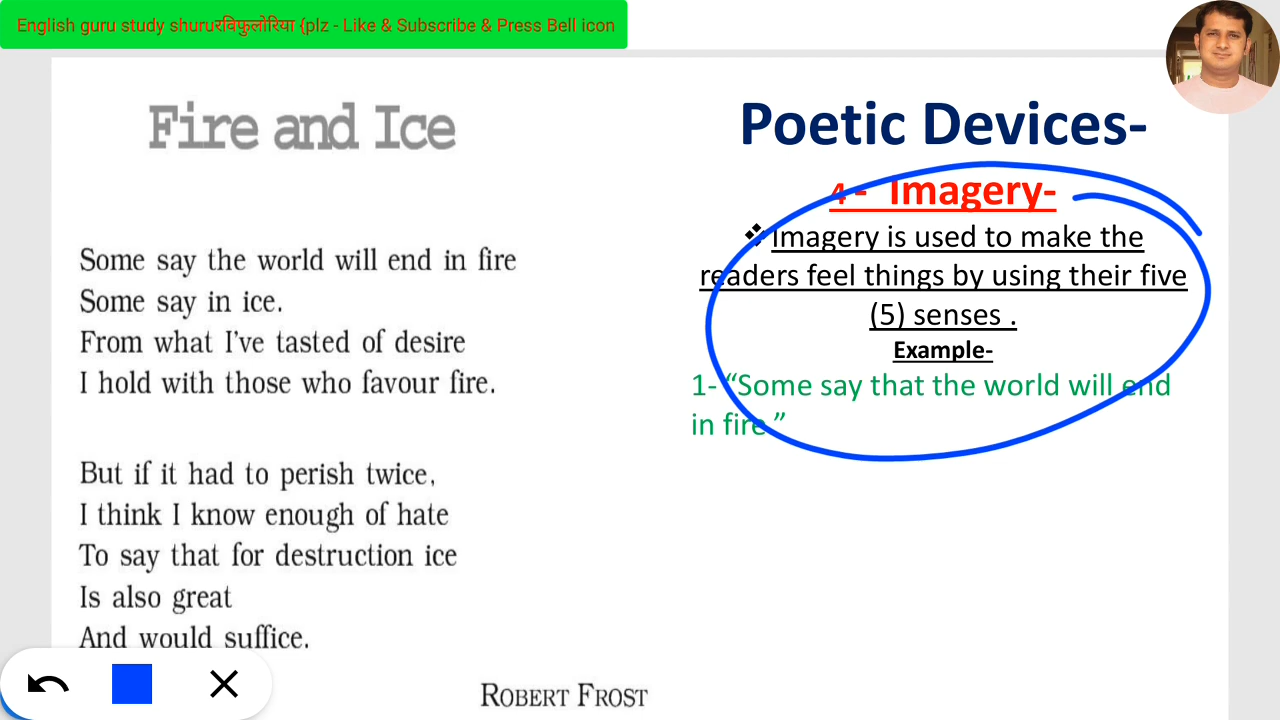 English guru study shuruरविफुलोरिया {plz - Like & Subscribe & Press Bell icon
Fire and Ice
Some say the world will end in fire
Some say in ice.
From what I've tasted of desire
I hold with those who favour fire.
But if it had to perish twice,
I think I know enough of hate
To say that for destruction ice
Is also great
And would suffice.
ROBERT FROST
Poetic Devices-
4 - Imagery-
❖Imagery is used to make the
readers feel things by using their five
(5) senses .
Example-
1- “Some say that the world will end
in fire.”